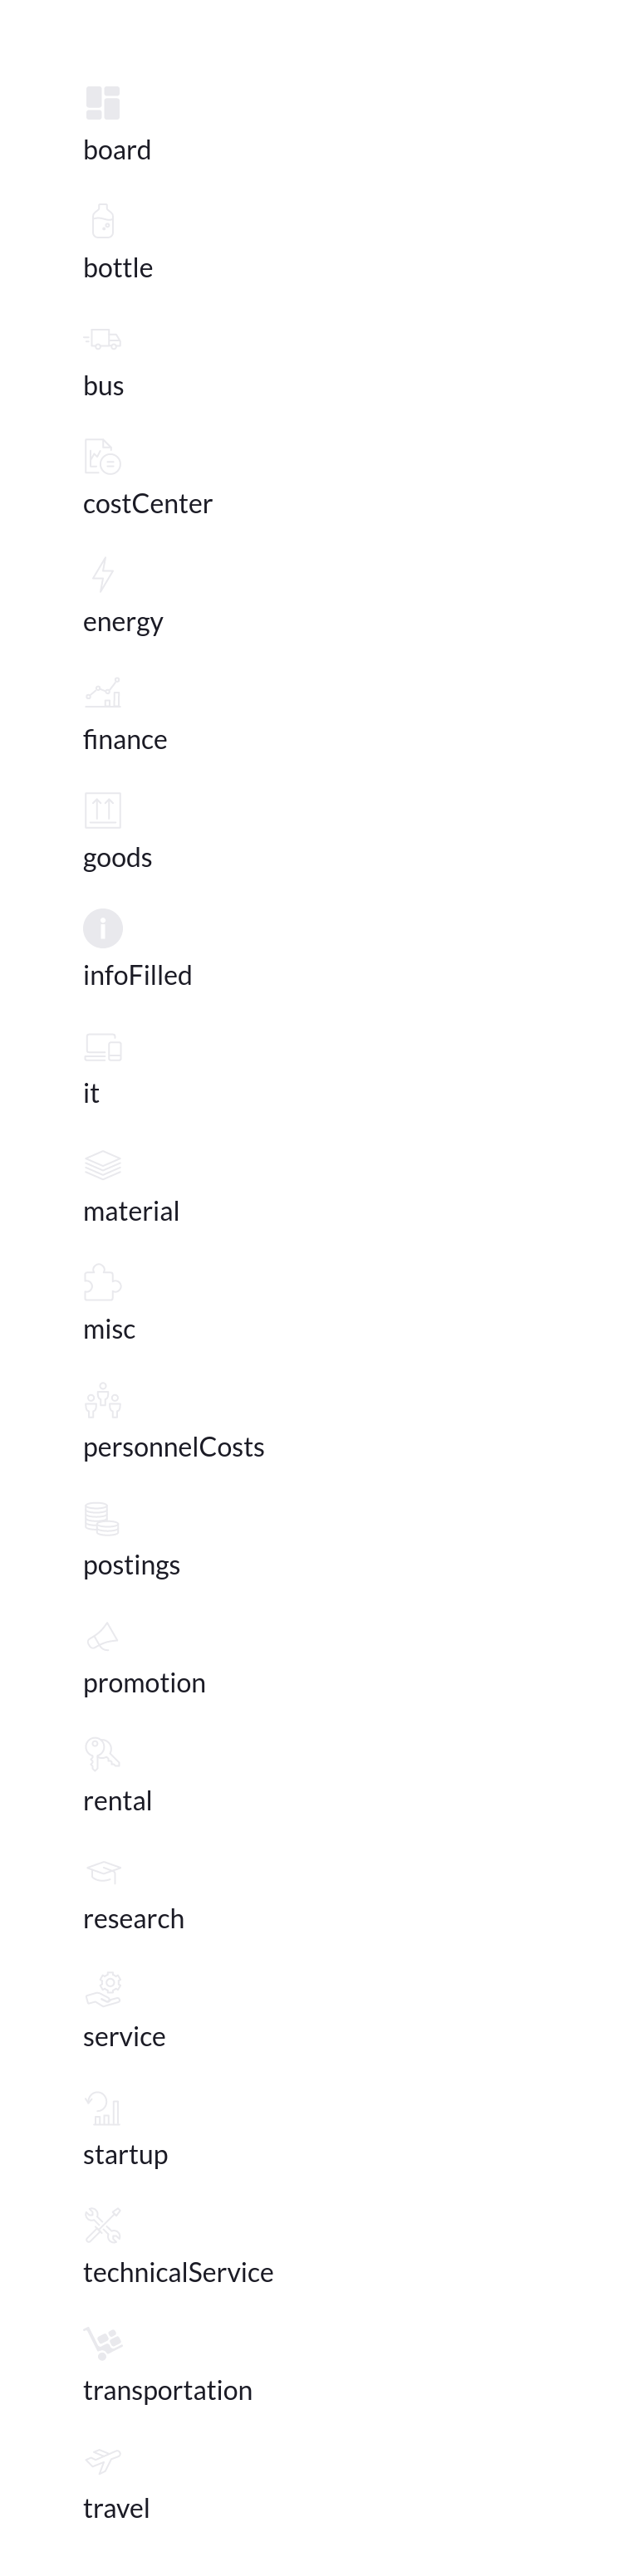 board
bottle
bus
costCenter
energy
finance
goods
infoFilled
it
material
misc
personnelCosts
postings
promotion
rental
research
service
startup
technicalService
transportation
travel